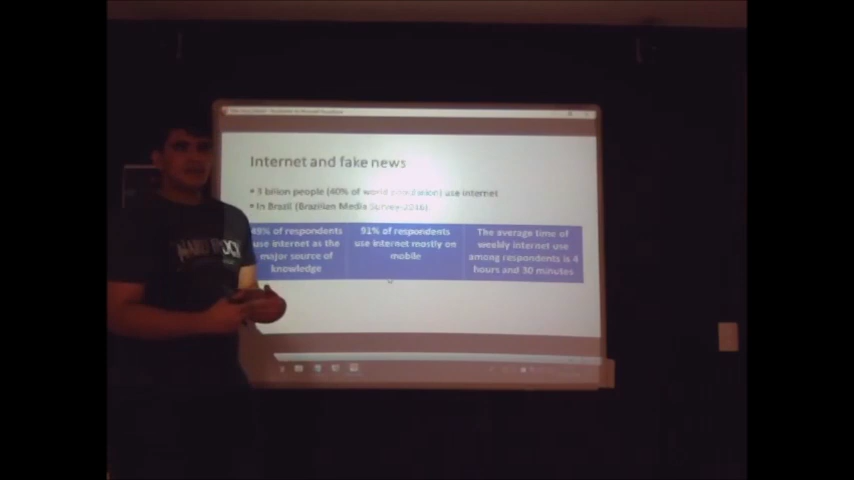 Internet and fake news
• 3 billion people (40% of world population) use internet
• In Brazil (Brazilian Media Survey-2016)
49% of respondents
use internet as the
major source of
knowledge
91% of respondents
use internet mostly on
mobile
The average time of
weekly internet use
among respondents is 4
hours and 30 minutes
HARD ROCK